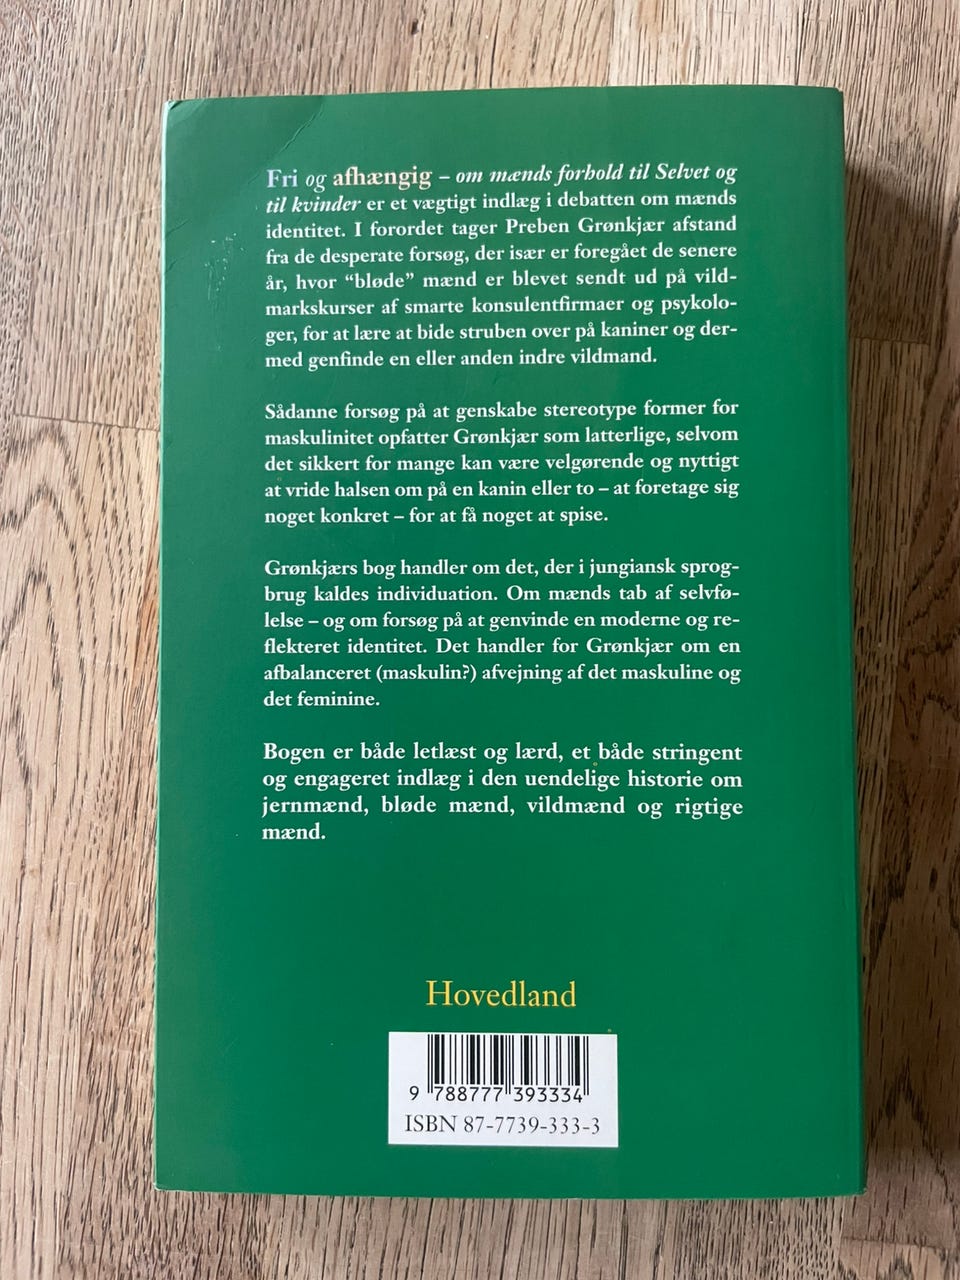 Fri og afhængig – om mænds forhold til Selvet og
til kvinder er et vægtigt indlæg i debatten om mænds
identitet. I forordet tager Preben Grønkjær afstand
fra de desperate forsøg, der især er foregået de senere
år, hvor “bløde” mænd er blevet sendt ud på vild-
markskurser af smarte konsulentfirmaer og psykolo-
ger, for at lære at bide struben over på kaniner og der-
med genfinde en eller anden indre vildmand.
Sådanne forsøg på at genskabe stereotype former for
maskulinitet opfatter Grønkjær som latterlige, selvom
det sikkert for mange kan være velgørende og nyttigt
at vride halsen om på en kanin eller to – at foretage sig
noget konkret – for at få noget at spise.
Grønkjærs bog handler om det, der i jungiansk sprog-
brug kaldes individuation. Om mænds tab af selvfø-
lelse – og om forsøg på at genvinde en moderne og re-
flekteret identitet. Det handler for Grønkjær om en
afbalanceret (maskulin?) afvejning af det maskuline og
det feminine.
Bogen er både letlæst og lærd, et både stringent
og engageret indlæg i den uendelige historie om
jernmænd, bløde mænd, vildmænd og rigtige
mænd.
Hovedland
9 788777 393334
ISBN 87-7739-333-3